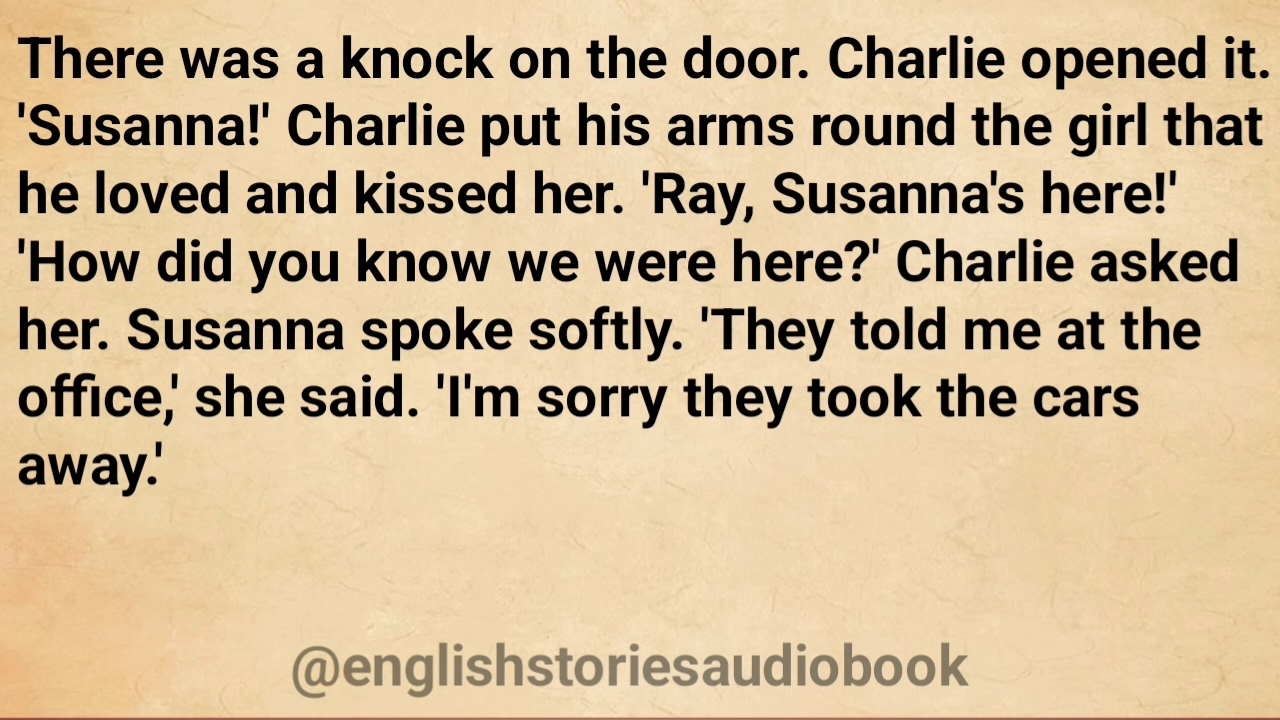 There was a knock on the door. Charlie opened it.
'Susanna!' Charlie put his arms round the girl that
he loved and kissed her. 'Ray, Susanna's here!'
'How did you know we were here?' Charlie asked
her. Susanna spoke softly. 'They told me at the
office,' she said. 'I'm sorry they took the cars
away.'
@englishstoriesaudiobook